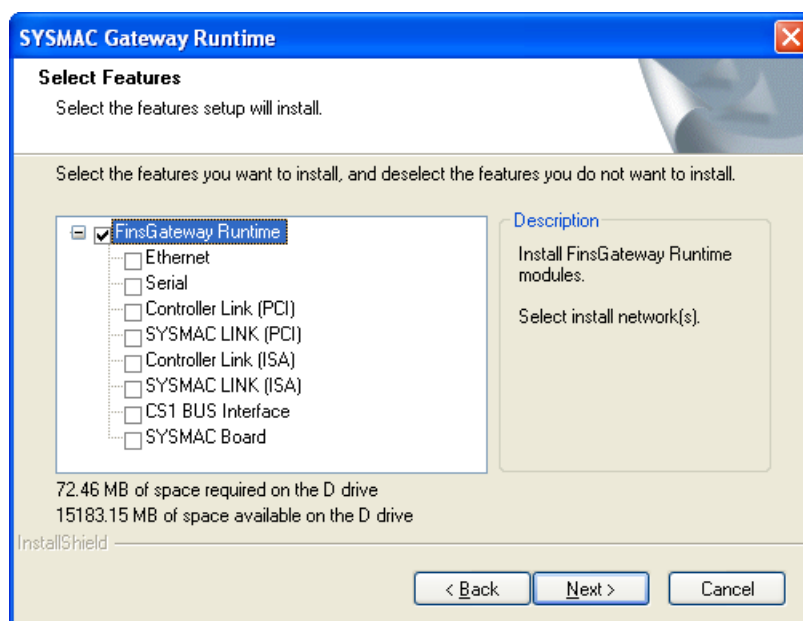 SYSMAC Gateway Runtime
Select Features
Select the features setup will install.
Select the features you want to install, and deselect the features you do not want to install.
FinsGateway Runtime
Ethernet
Serial
Controller Link (PCI)
SYSMAC LINK (PCI)
Controller Link (ISA)
SYSMAC LINK (ISA)
CS1 BUS Interface
SYSMAC Board
Description
Install FinsGateway Runtime
modules.
Select install network(s).
72.46 MB of space required on the D drive
15183.15 MB of space available on the D drive
InstallShield
< Back
Next >
Cancel